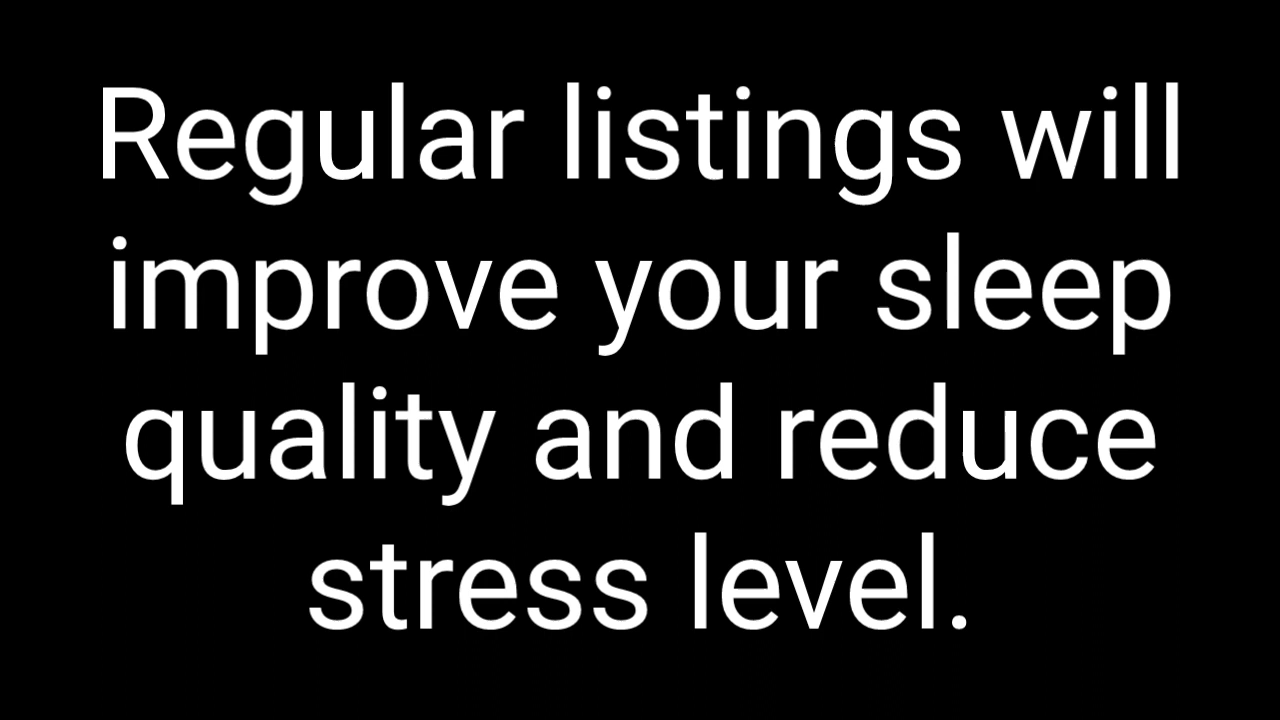 Regular listings will
improve your sleep
quality and reduce
stress level.